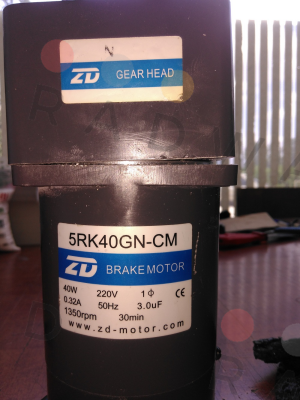 N
ZD GEAR HEAD
5RK40GN-CM
ZD BRAKE MOTOR
40W 220V 1Φ CE
0.32A 50Hz 3.0uF
1350rpm 30min
www.zd-motor.com